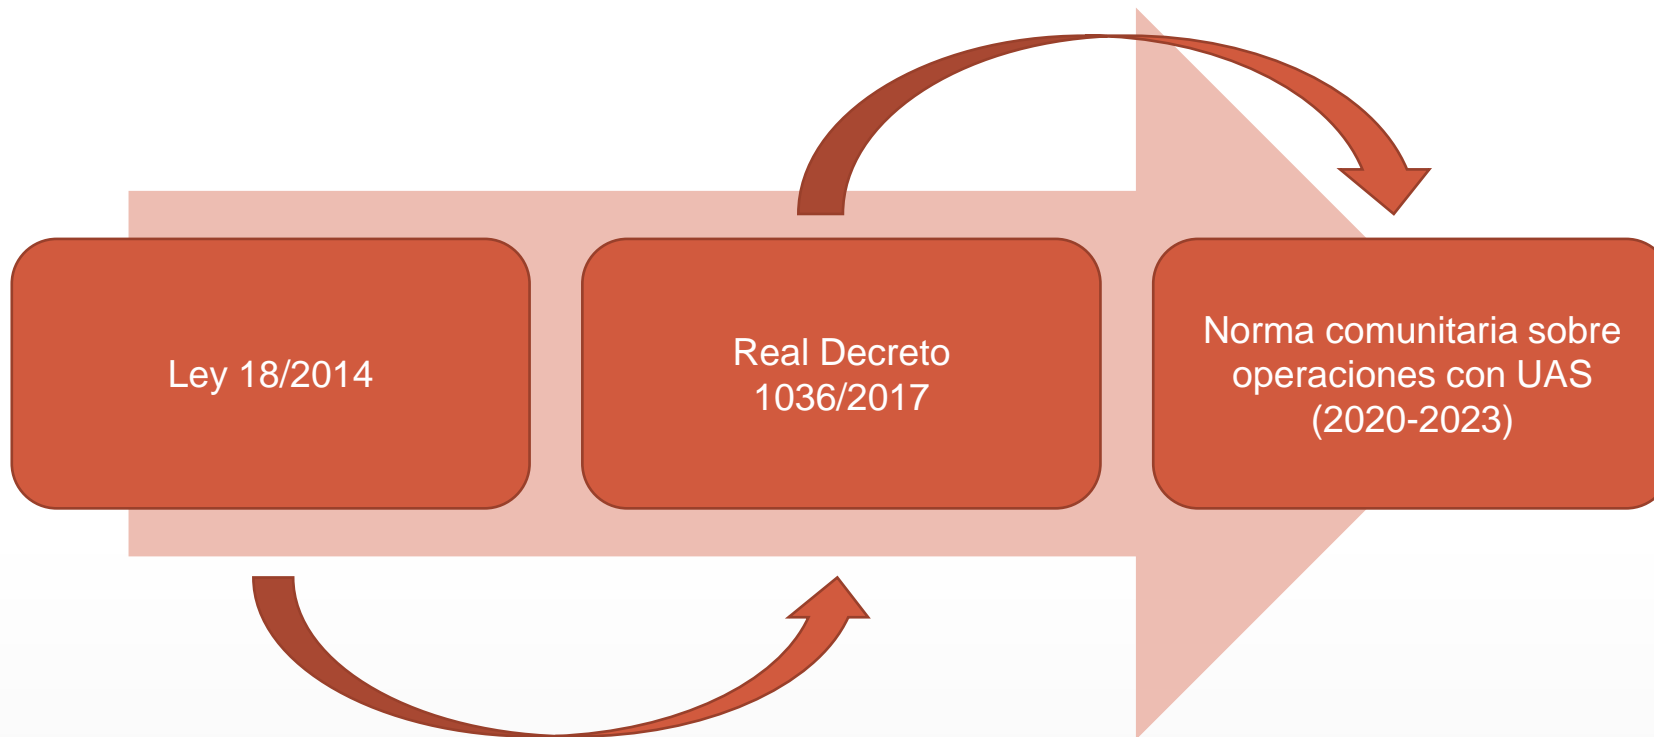 Ley 18/2014
Real Decreto
1036/2017
Norma comunitaria sobre
operaciones con UAS
(2020-2023)